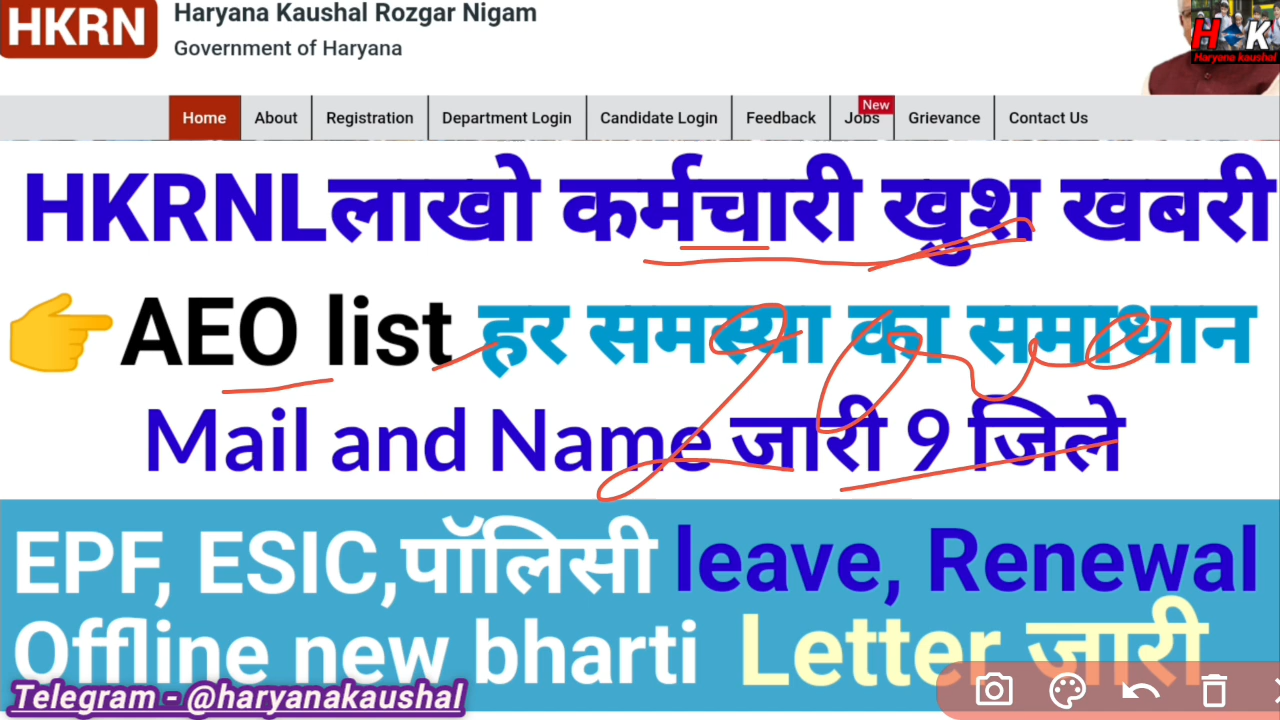 HKRN
Haryana Kaushal Rozgar Nigam
Government of Haryana
H K
Haryana kaushal
Home About Registration Department Login Candidate Login Feedback Jobs New Grievance Contact Us
HKRNLलाखो कर्मचारी खुश खबरी
👉AEO list हर समस्या का समाधान
Mail and Name जारी 9 जिले
EPF, ESIC,पॉलिसी leave, Renewal
Offline new bharti Letter जारी
Telegram - @haryanakaushal